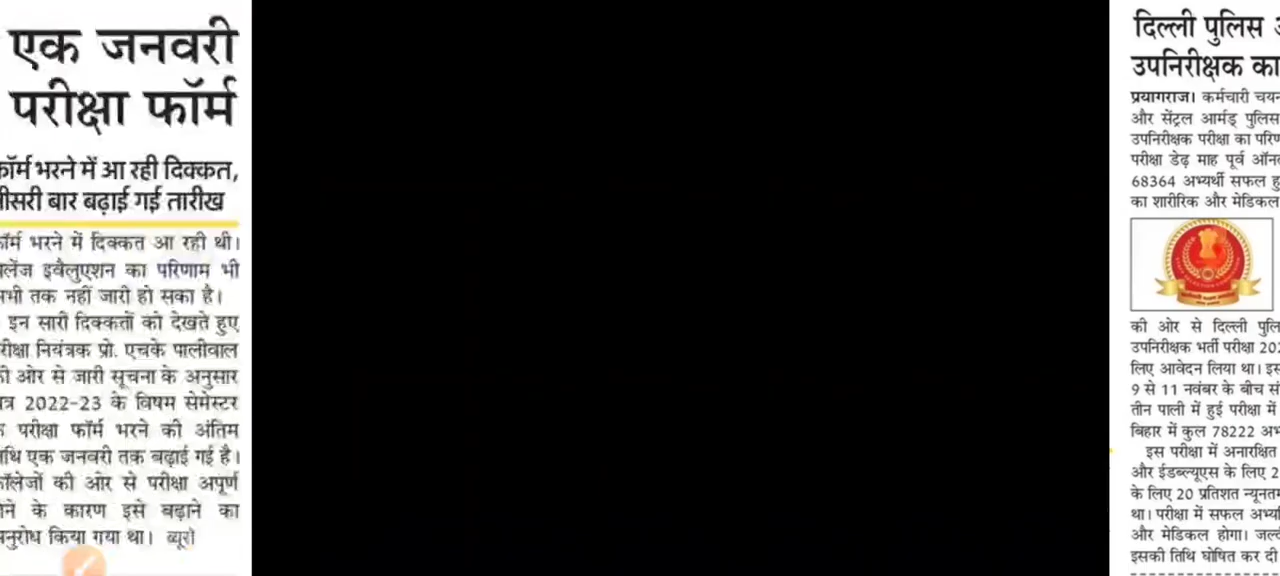 एक जनवरी
परीक्षा फॉर्म
फॉर्म भरने में आ रही दिक्कत,
तीसरी बार बढ़ाई गई तारीख
फॉर्म भरने में दिक्कत आ रही थी।
चैलेंज इवैलुएशन का परिणाम भी
अभी तक नहीं जारी हो सका है।
इन सारी दिक्कतों को देखते हुए
परीक्षा नियंत्रक प्रो. एचके पालीवाल
की ओर से जारी सूचना के अनुसार
सत्र 2022-23 के विषम सेमेस्टर
के परीक्षा फॉर्म भरने की अंतिम
तिथि एक जनवरी तक बढ़ाई गई है।
कॉलेजों की ओर से परीक्षा अपूर्ण
होने के कारण इसे बढ़ाने का
अनुरोध किया गया था। ब्यूरो
दिल्ली पुलिस
उपनिरीक्षक का
प्रयागराज। कर्मचारी चयन
और सेंट्रल आर्मड् पुलिस
उपनिरीक्षक परीक्षा का
परीक्षा डेढ़ माह पूर्व
68364 अभ्यर्थी सफल
का शारीरिक और मेडिकल
की ओर से दिल्ली
उपनिरीक्षक भर्ती परीक्षा
लिए आवेदन लिया था।
9 से 11 नवंबर के बीच
तीन पाली में हुई परीक्षा में
बिहार में कुल 78222
इस परीक्षा में अनारक्षित
और ईडब्ल्यूएस के लिए
के लिए 20 प्रतिशत
था। परीक्षा में सफल
और मेडिकल होगा।
इसकी तिथि घोषित कर दी